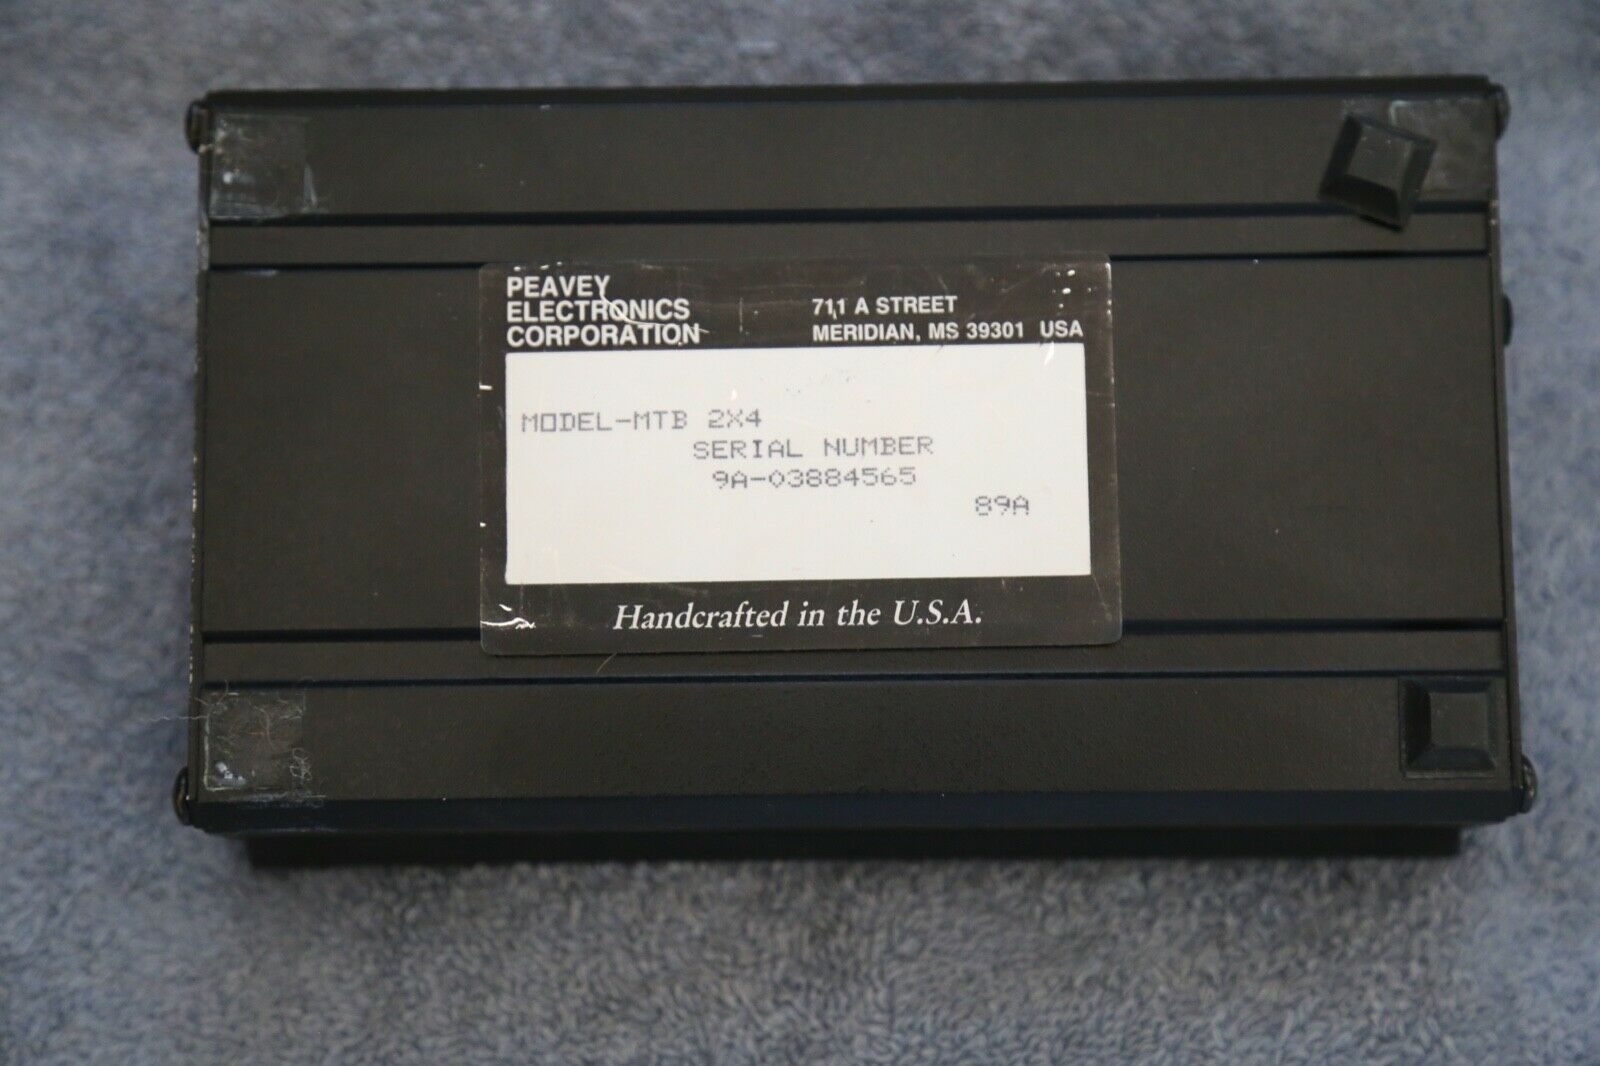 PEAVEY
ELECTRONICS
CORPORATION
711 A STREET
MERIDIAN, MS 39301 USA
MODEL-MTB 2X4
SERIAL NUMBER
9A-03884565
89A
Handcrafted in the U.S.A.